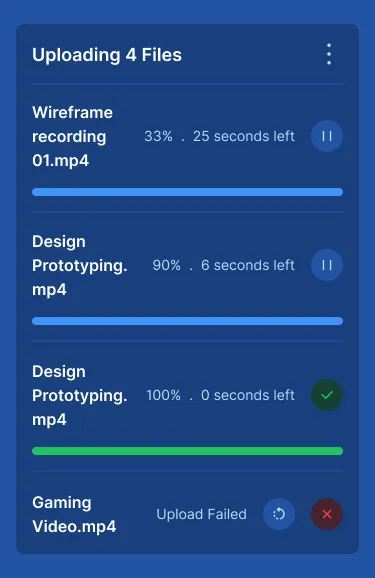 Uploading 4 Files
Wireframe
recording
01.mp4
33% . 25 seconds left
Design
Prototyping.
mp4
90% . 6 seconds left
Design
Prototyping.
mp4
100% . 0 seconds left
Gaming
Video.mp4
Upload Failed